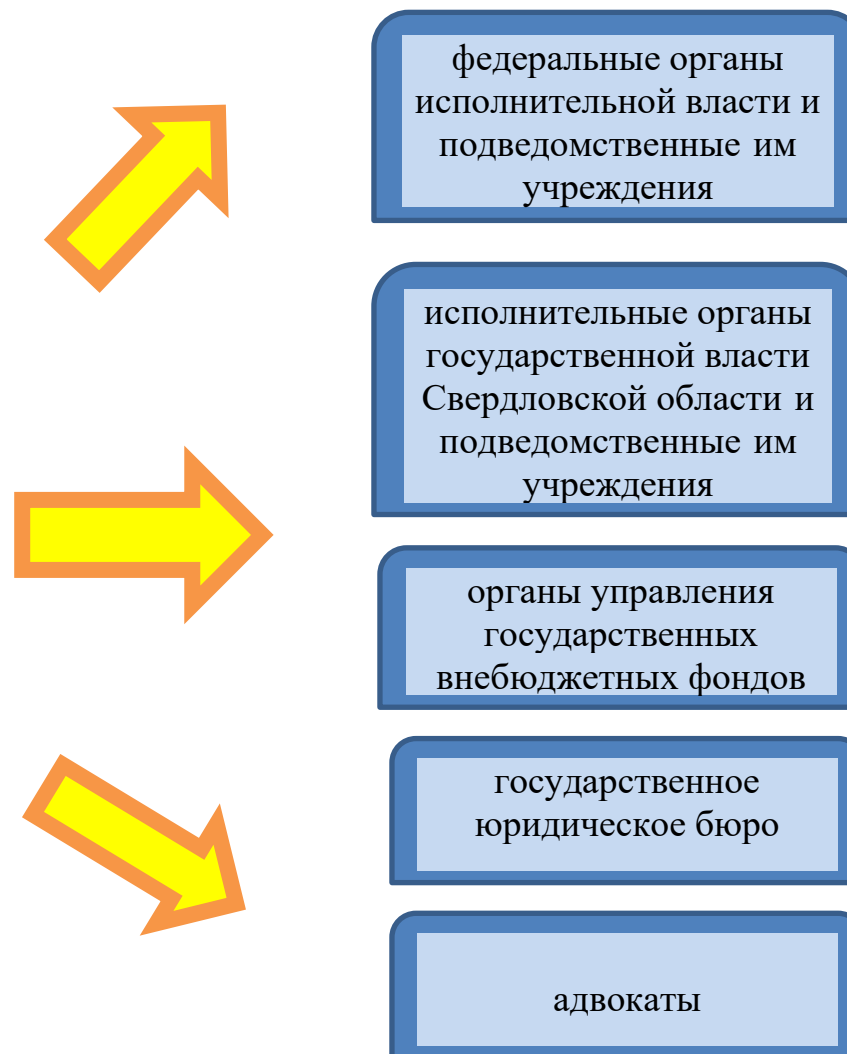 федеральные органы
исполнительной власти и
подведомственные им
учреждения
исполнительные органы
государственной власти
Свердловской области и
подведомственные им
учреждения
органы управления
государственных
внебюджетных фондов
государственное
юридическое бюро
адвокаты